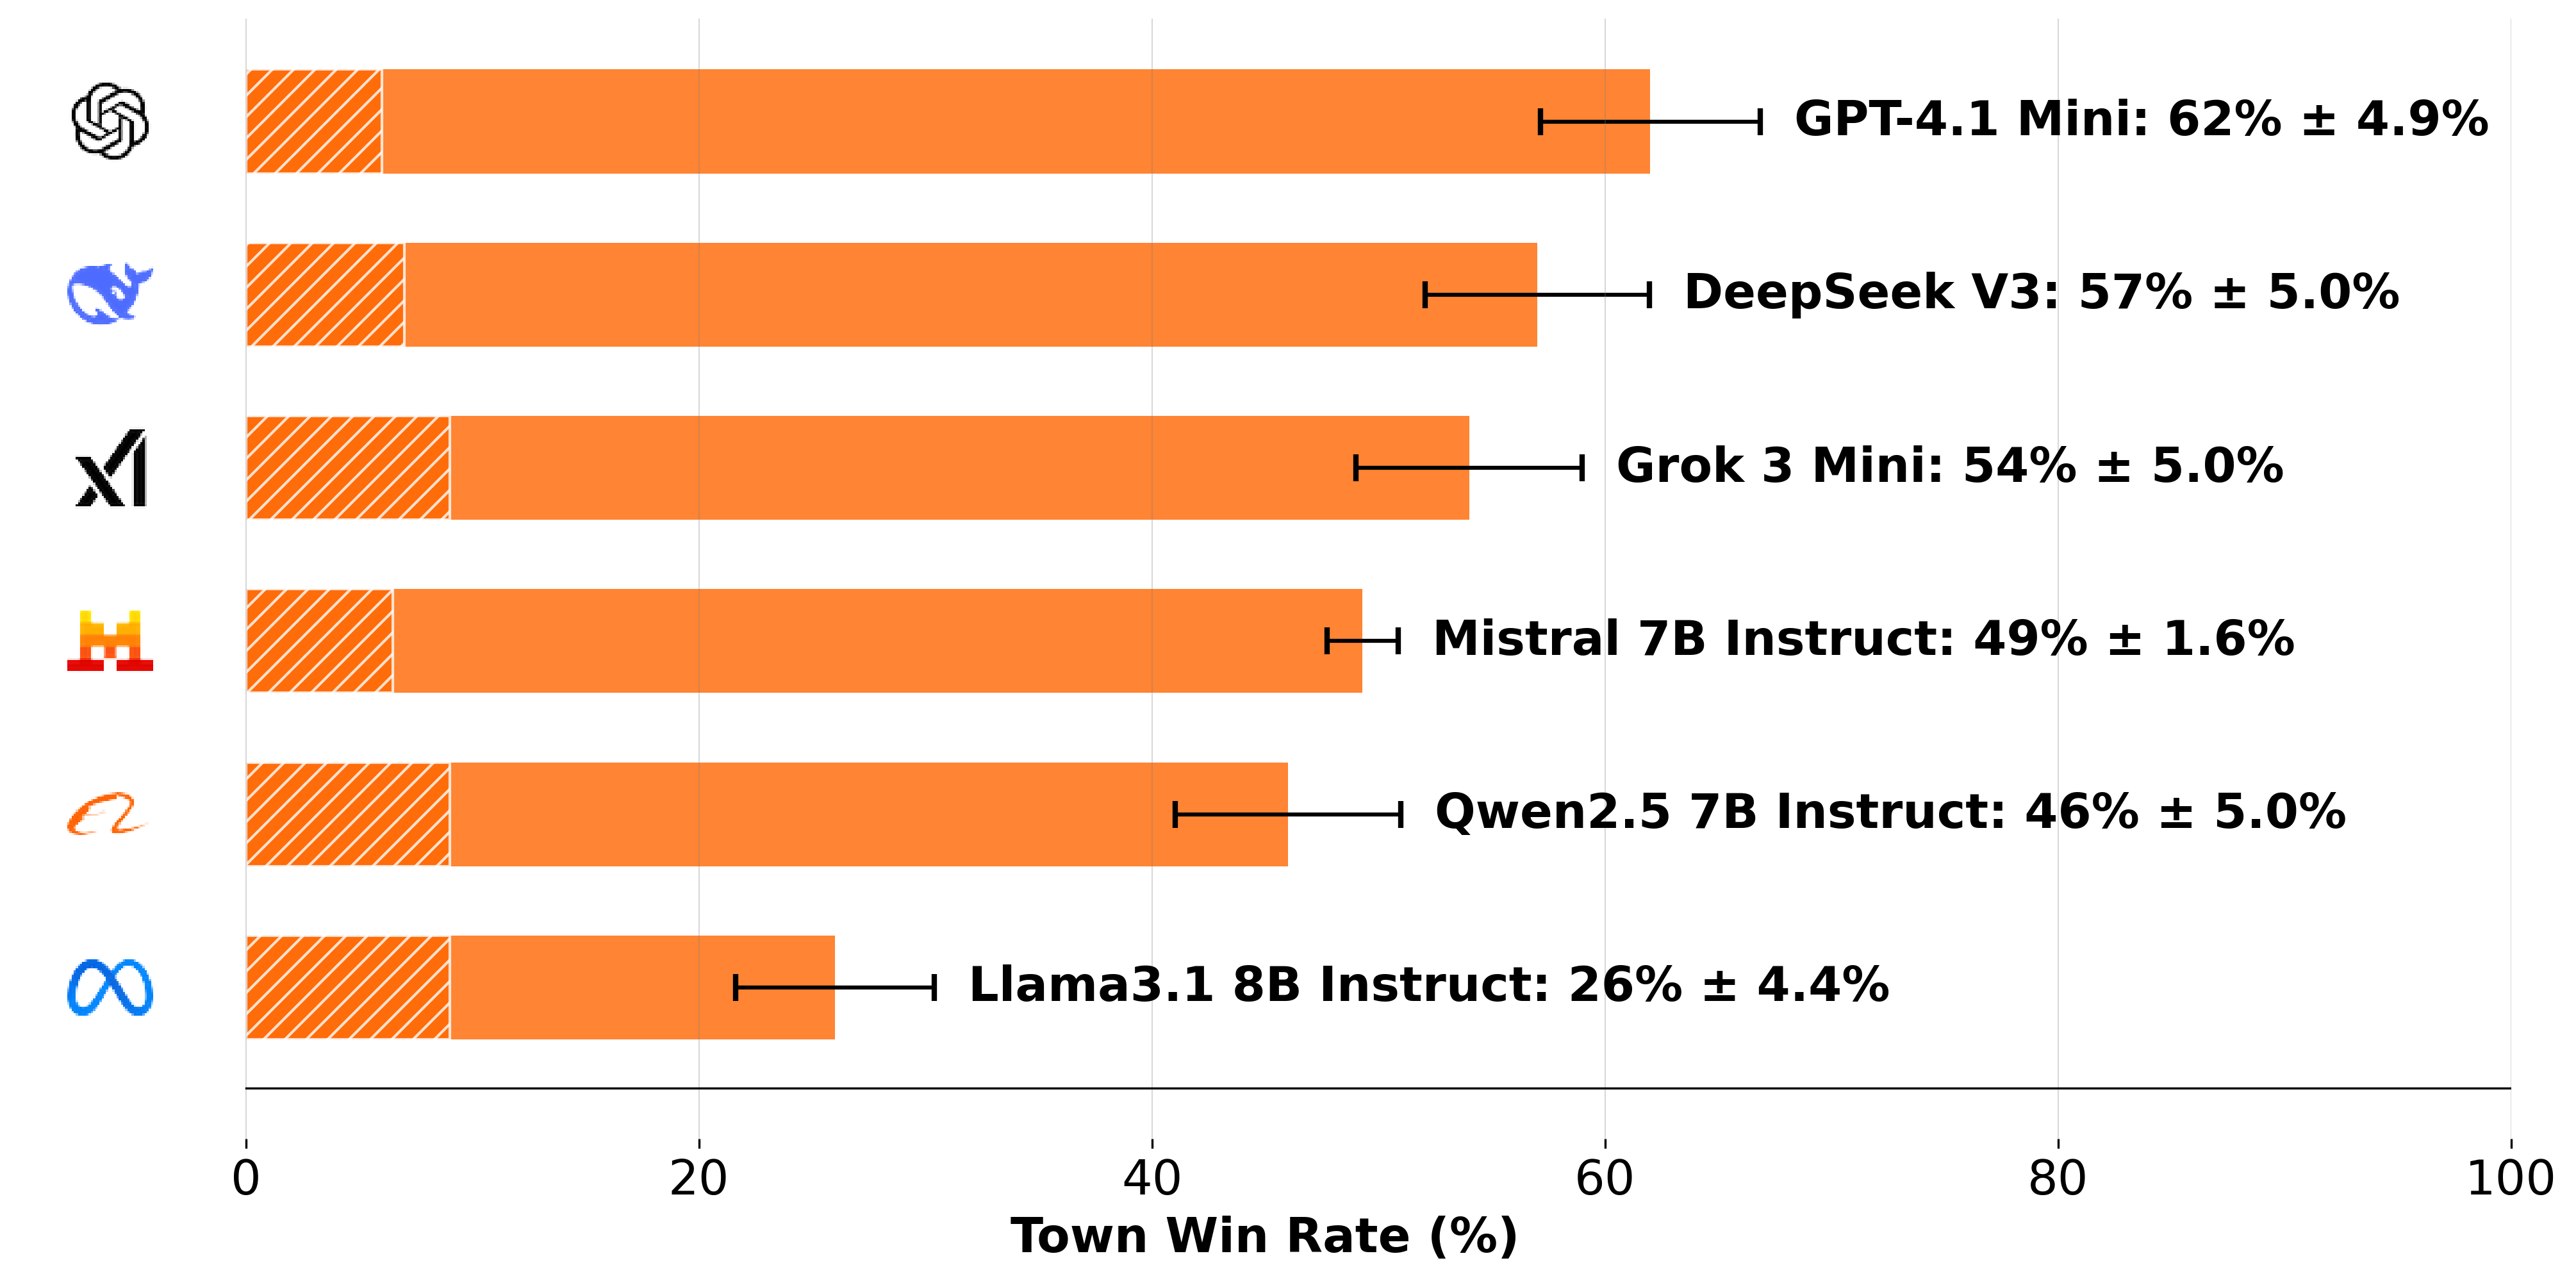 GPT-4.1 Mini: 62% ± 4.9%
DeepSeek V3: 57% ± 5.0%
Grok 3 Mini: 54% ± 5.0%
Mistral 7B Instruct: 49% ± 1.6%
Qwen2.5 7B Instruct: 46% ± 5.0%
Llama3.1 8B Instruct: 26% ± 4.4%
0 20 40 60 80 100
Town Win Rate (%)